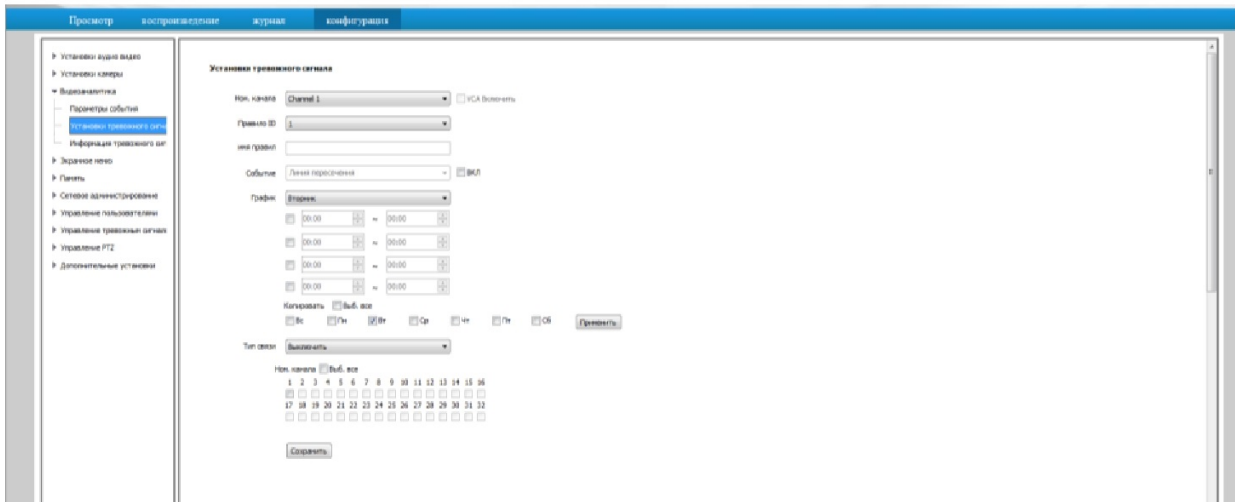 Просмотр воспроизведение журнал конфигурация
Установки аудио видео
Установки камеры
Видеоаналитика
Параметры события
Установки тревожного сигна
Информация тревожного сиг
Экранное меню
Память
Сетевое администрирование
Управление пользователями
Управление тревожным сигнало
Управление PTZ
Дополнительные установки
Установки тревожного сигнала
Ном. канала Channel 1 VCA Включить
Правило ID 1
имя правил
Событие Линия пересечения ВКЛ
График Вторник
00:00 ~ 00:00
00:00 ~ 00:00
00:00 ~ 00:00
00:00 ~ 00:00
Копировать Выб. все
Вс Пн Вт Ср Чт Пт Сб Применить
Тип связи Выключить
Ном. канала Выб. все
1 2 3 4 5 6 7 8 9 10 11 12 13 14 15 16
17 18 19 20 21 22 23 24 25 26 27 28 29 30 31 32
Сохранить